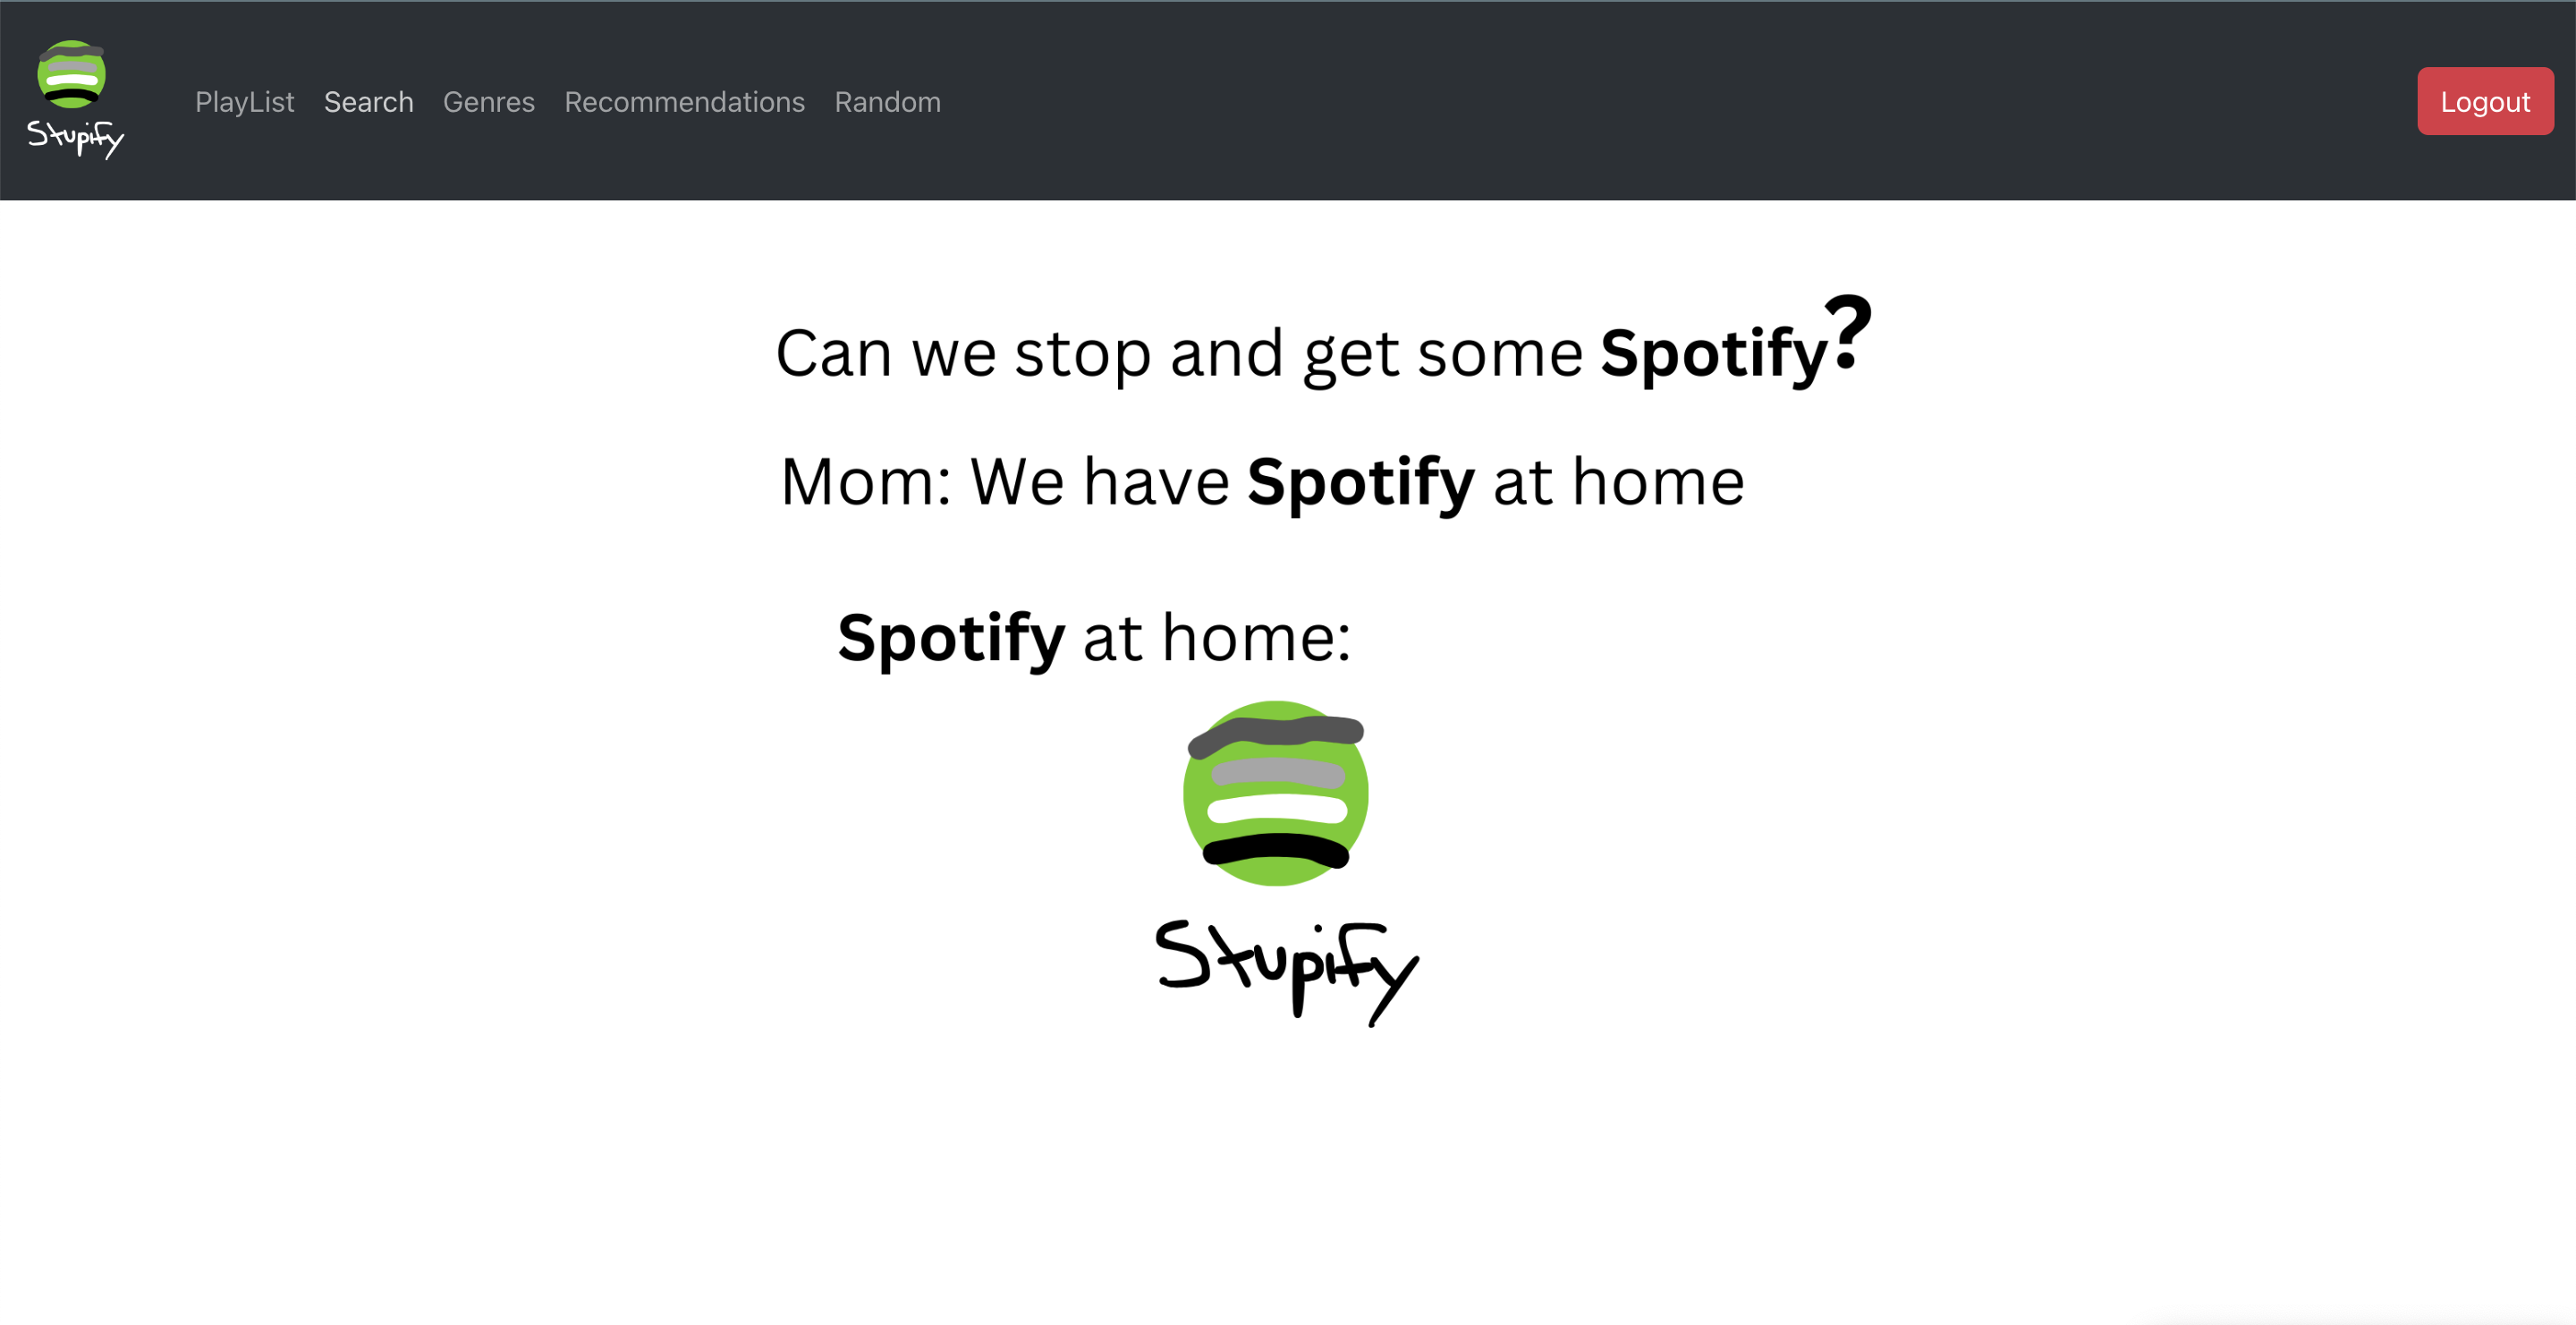 PlayList Search Genres Recommendations Random Logout
Stupify
Can we stop and get some Spotify?
Mom: We have Spotify at home
Spotify at home:
Stupify